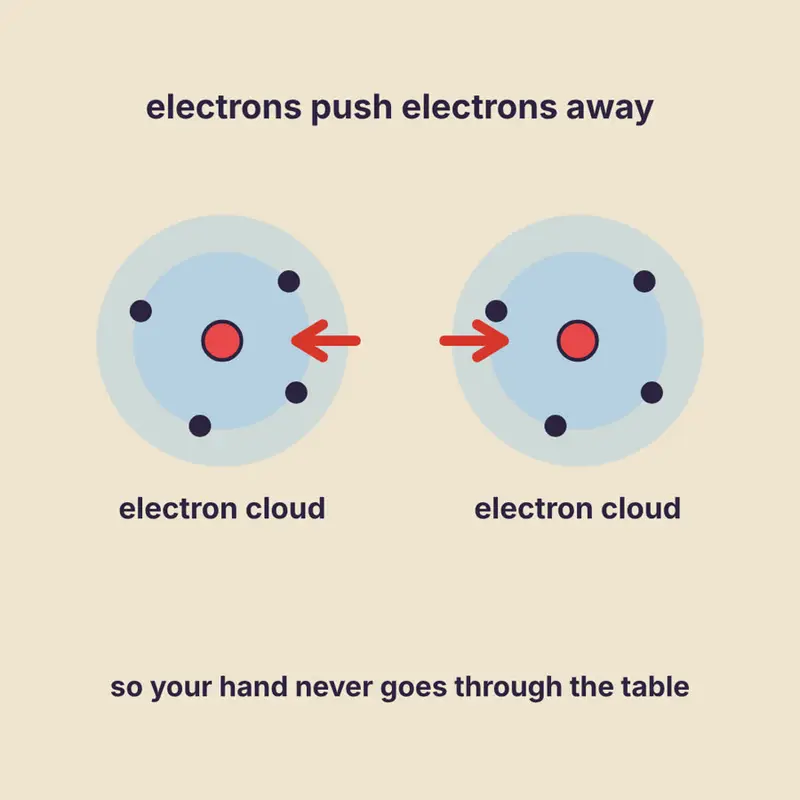 electrons push electrons away
electron cloud
electron cloud
so your hand never goes through the table